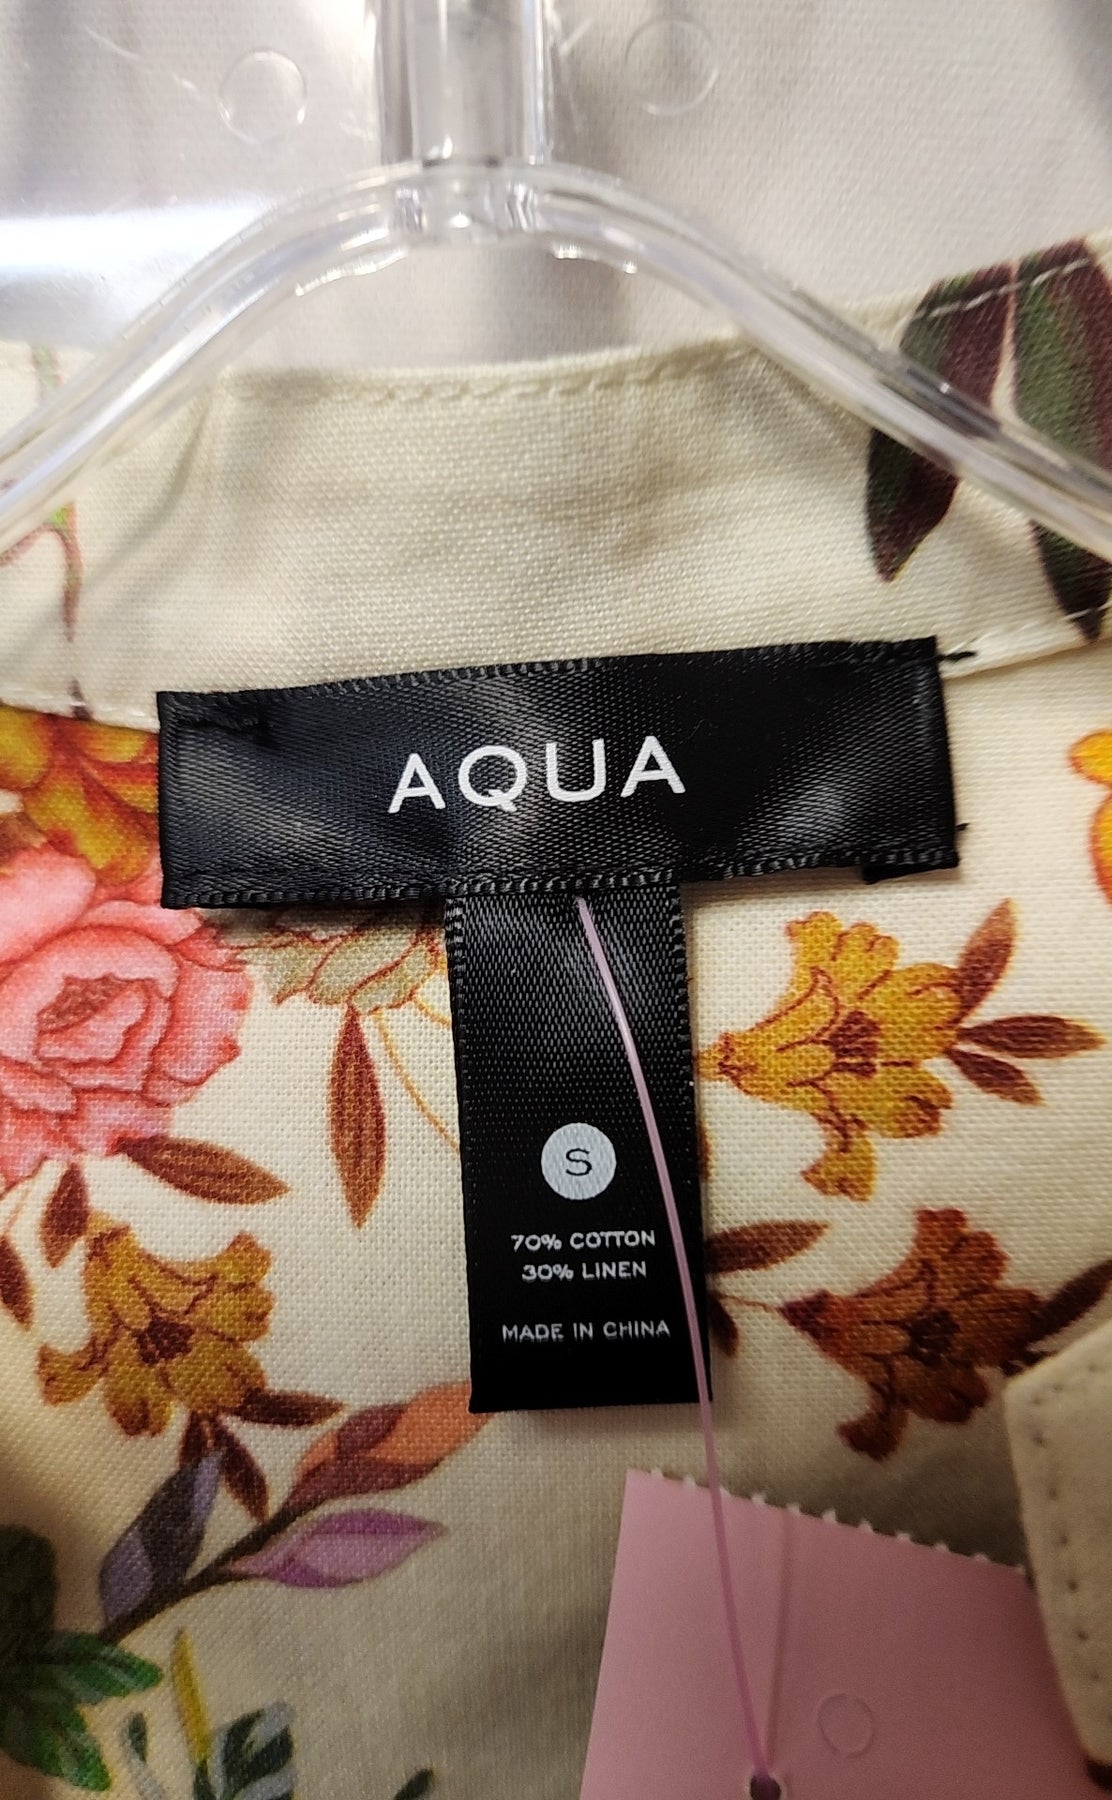 AQUA
S
70% COTTON
30% LINEN
MADE IN CHINA